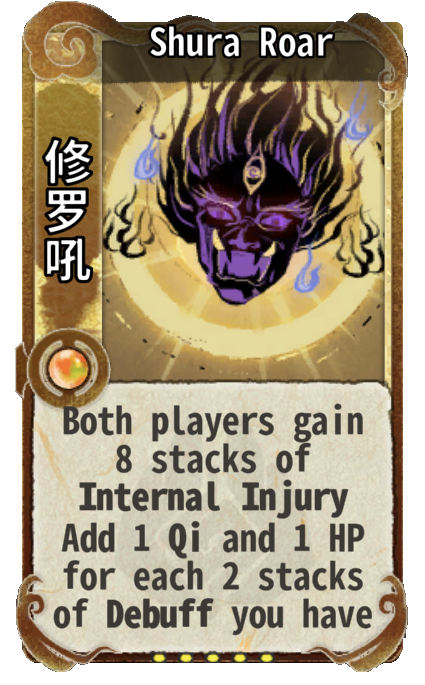 Shura Roar
修罗吼
Both players gain
8 stacks of
Internal Injury
Add 1 Qi and 1 HP
for each 2 stacks
of Debuff you have